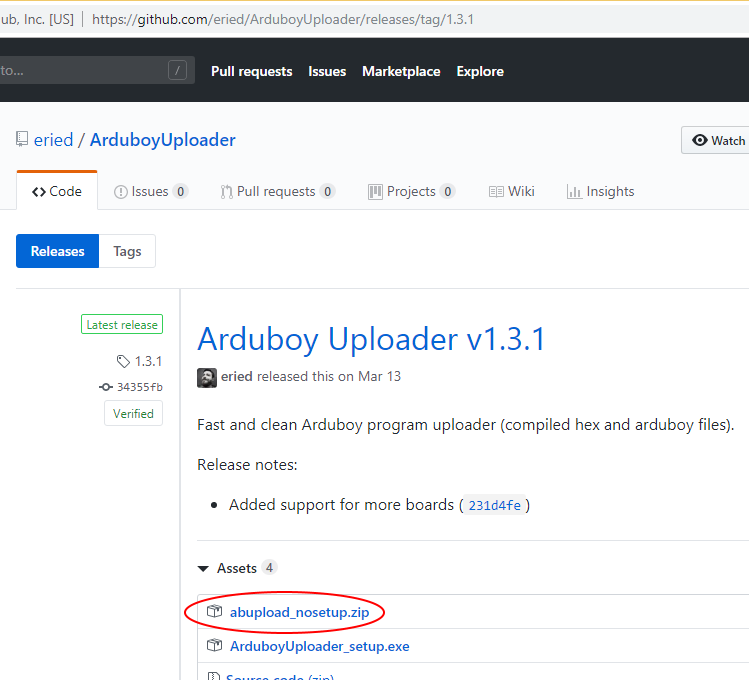 ub, Inc. [US] | https://github.com/eried/ArduboyUploader/releases/tag/1.3.1
to... / Pull requests Issues Marketplace Explore
eried / ArduboyUploader Watch
<> Code Issues 0 Pull requests 0 Projects 0 Wiki Insights
Releases Tags
Latest release
1.3.1
34355fb
Verified
Arduboy Uploader v1.3.1
eried released this on Mar 13
Fast and clean Arduboy program uploader (compiled hex and arduboy files).
Release notes:
• Added support for more boards ( 231d4fe )
Assets 4
abupload_nosetup.zip
ArduboyUploader_setup.exe
Source code (zip)